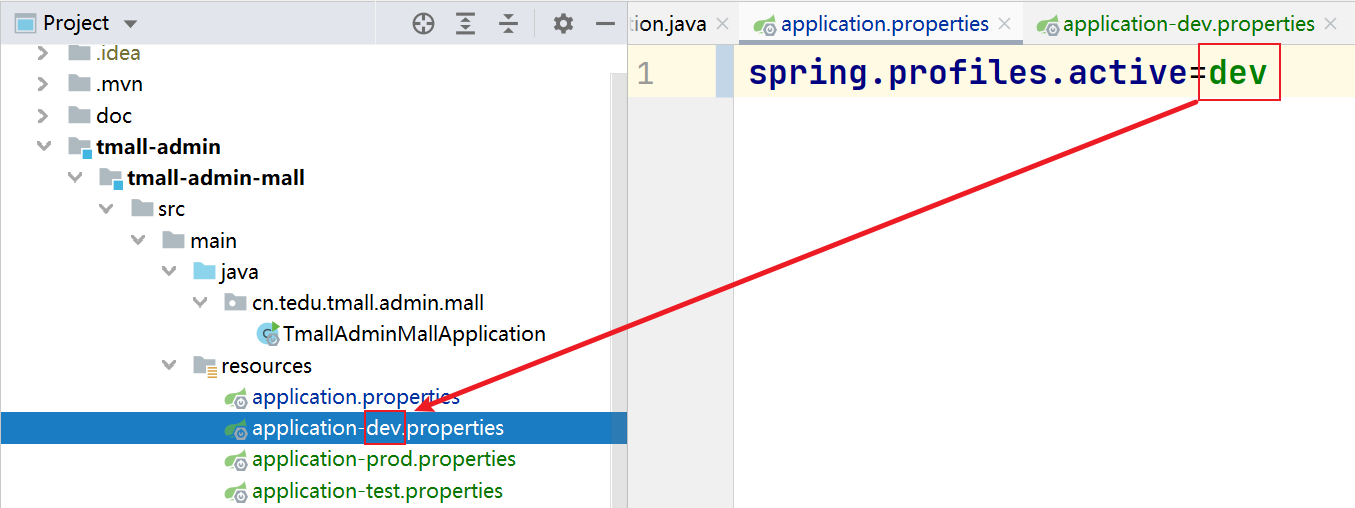 Project
.idea
.mvn
doc
tmall-admin
tmall-admin-mall
src
main
java
cn.tedu.tmall.admin.mall
TmallAdminMallApplication
resources
application.properties
application-dev.properties
application-prod.properties
application-test.properties
tion.java
application.properties
application-dev.properties
1
spring.profiles.active=dev